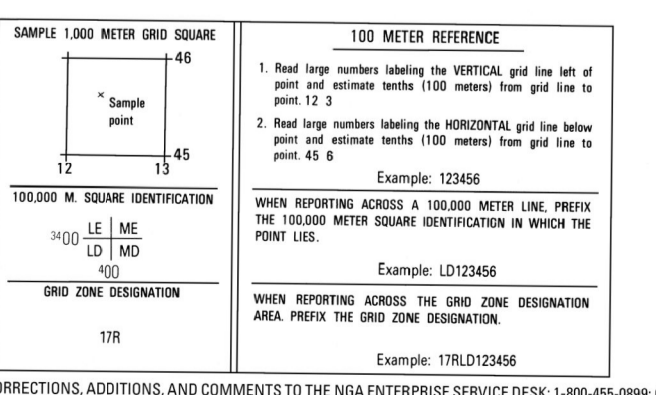 SAMPLE 1,000 METER GRID SQUARE
46
× Sample
point
45
12 13
100,000 M. SQUARE IDENTIFICATION
3400 LE ME
LD MD
400
GRID ZONE DESIGNATION
17R
100 METER REFERENCE
1. Read large numbers labeling the VERTICAL grid line left of
point and estimate tenths (100 meters) from grid line to
point. 12 3
2. Read large numbers labeling the HORIZONTAL grid line below
point and estimate tenths (100 meters) from grid line to
point. 45 6
Example: 123456
WHEN REPORTING ACROSS A 100,000 METER LINE, PREFIX
THE 100,000 METER SQUARE IDENTIFICATION IN WHICH THE
POINT LIES.
Example: LD123456
WHEN REPORTING ACROSS THE GRID ZONE DESIGNATION
AREA. PREFIX THE GRID ZONE DESIGNATION.
Example: 17RLD123456
ORRECTIONS, ADDITIONS, AND COMMENTS TO THE NGA ENTERPRISE SERVICE DESK: 1-800-455-0899;